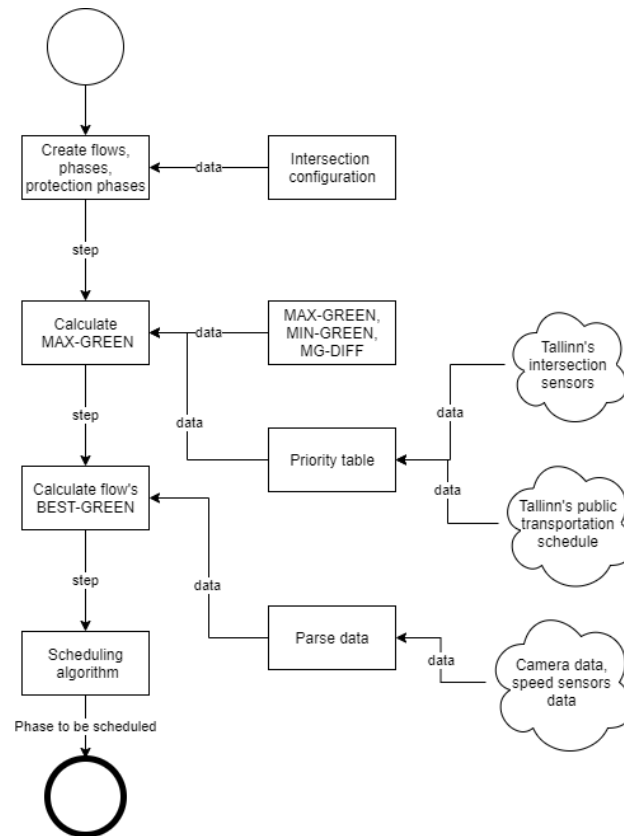 Create flows,
phases,
protection phases
data
Intersection
configuration
step
Calculate
MAX-GREEN
data
MAX-GREEN,
MIN-GREEN,
MG-DIFF
Tallinn's
intersection
sensors
step
data
data
Priority table
data
Calculate flow's
BEST-GREEN
Tallinn's public
transportation
schedule
step
data
Scheduling
algorithm
Parse data
data
Camera data,
speed sensors
data
Phase to be scheduled